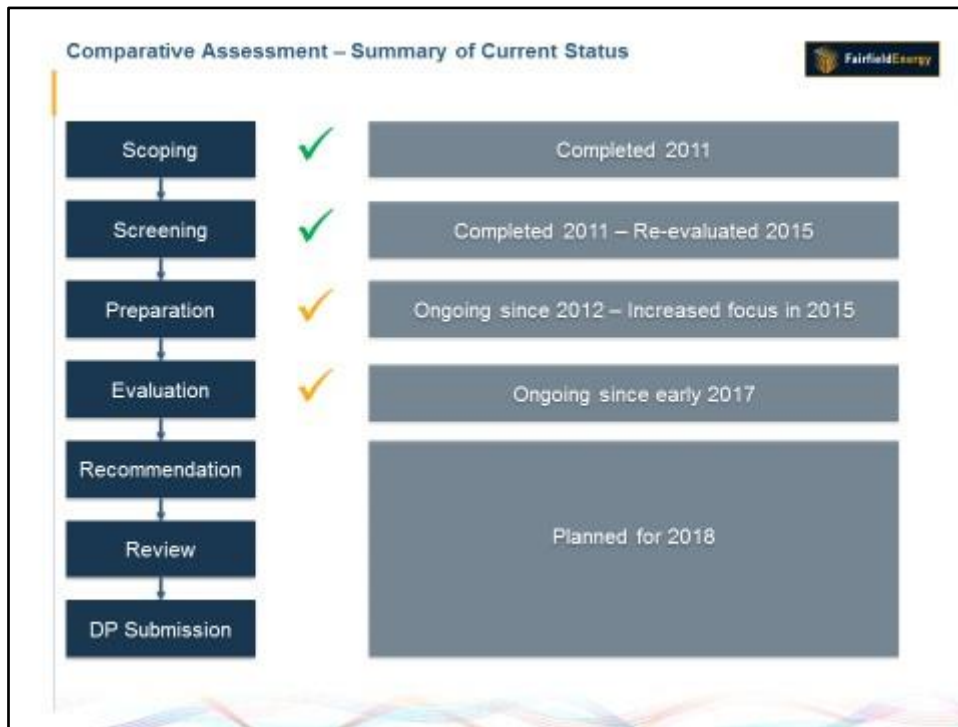 Comparative Assessment – Summary of Current Status
FairfieldEnergy
Scoping
Completed 2011
Screening
Completed 2011 – Re-evaluated 2015
Preparation
Ongoing since 2012 – Increased focus in 2015
Evaluation
Ongoing since early 2017
Recommendation
Review
Planned for 2018
DP Submission